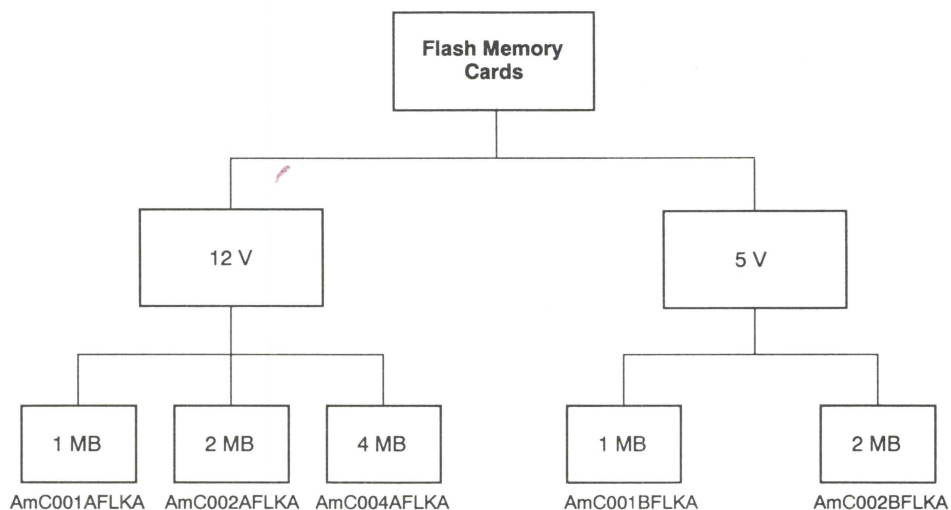 Flash Memory
Cards
12 V
5 V
1 MB
2 MB
4 MB
1 MB
2 MB
AmC001AFLKA
AmC002AFLKA
AmC004AFLKA
AmC001BFLKA
AmC002BFLKA